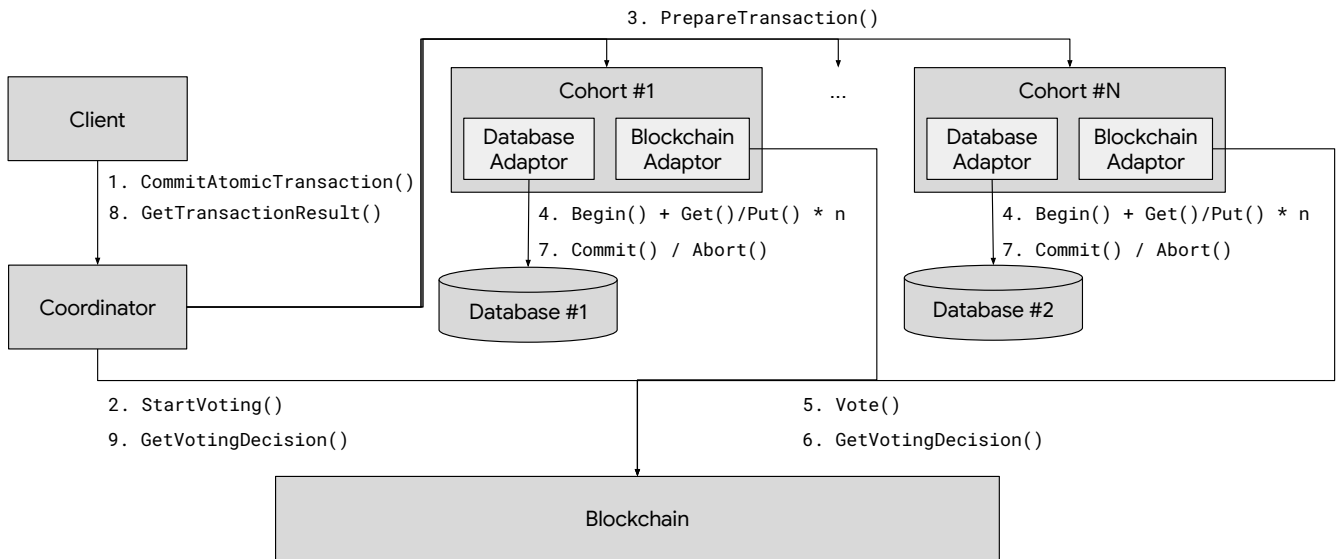 3. PrepareTransaction()
Client
Cohort #1
...
Cohort #N
Database
Adaptor
Blockchain
Adaptor
Database
Adaptor
Blockchain
Adaptor
1. CommitAtomicTransaction()
8. GetTransactionResult()
4. Begin() + Get()/Put() * n
7. Commit() / Abort()
4. Begin() + Get()/Put() * n
7. Commit() / Abort()
Coordinator
Database #1
Database #2
2. StartVoting()
9. GetVotingDecision()
5. Vote()
6. GetVotingDecision()
Blockchain